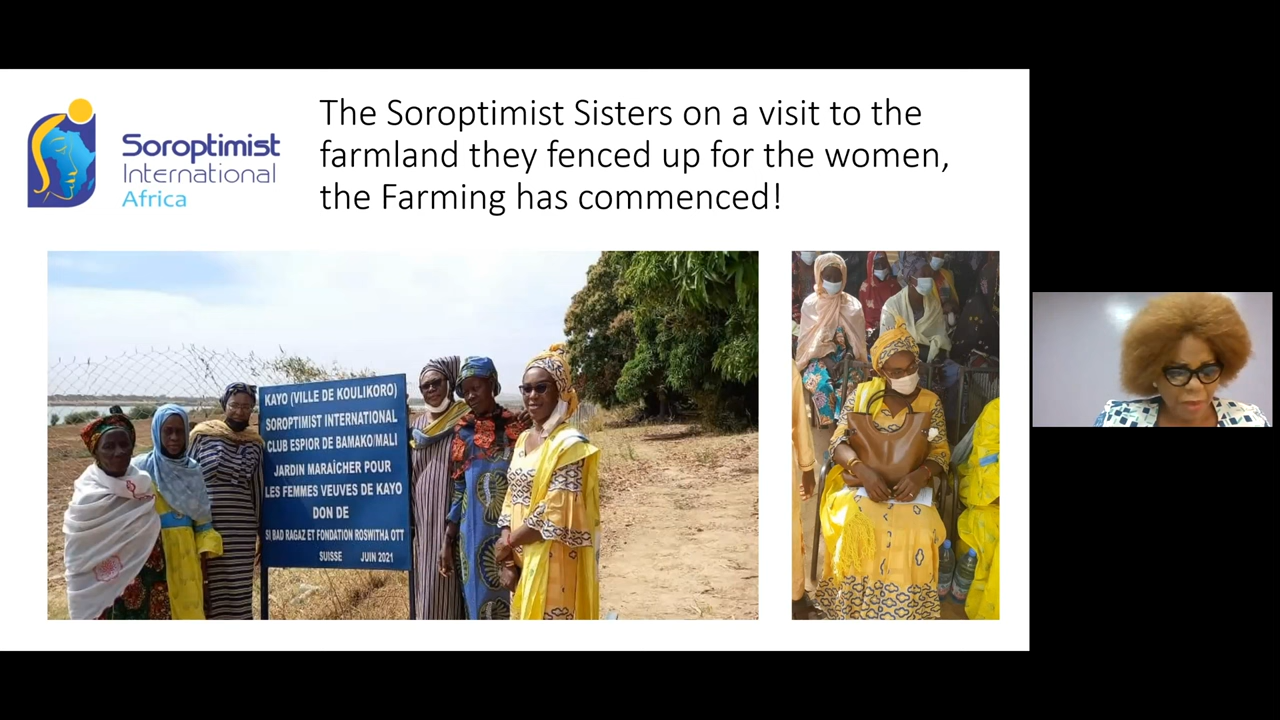 Soroptimist
International
Africa
The Soroptimist Sisters on a visit to the
farmland they fenced up for the women,
the Farming has commenced!
KAYO (VILLE DE KOULIKORO)
SOROPTIMIST INTERNATIONAL
CLUB ESPIOR DE BAMAKO/MALI
JARDIN MARAÎCHER POUR
LES FEMMES VEUVES DE KAYO
DON DE
SI BAD RAGAZ ET FONDATION ROSWITHA OTT
SUISSE JUIN 2021